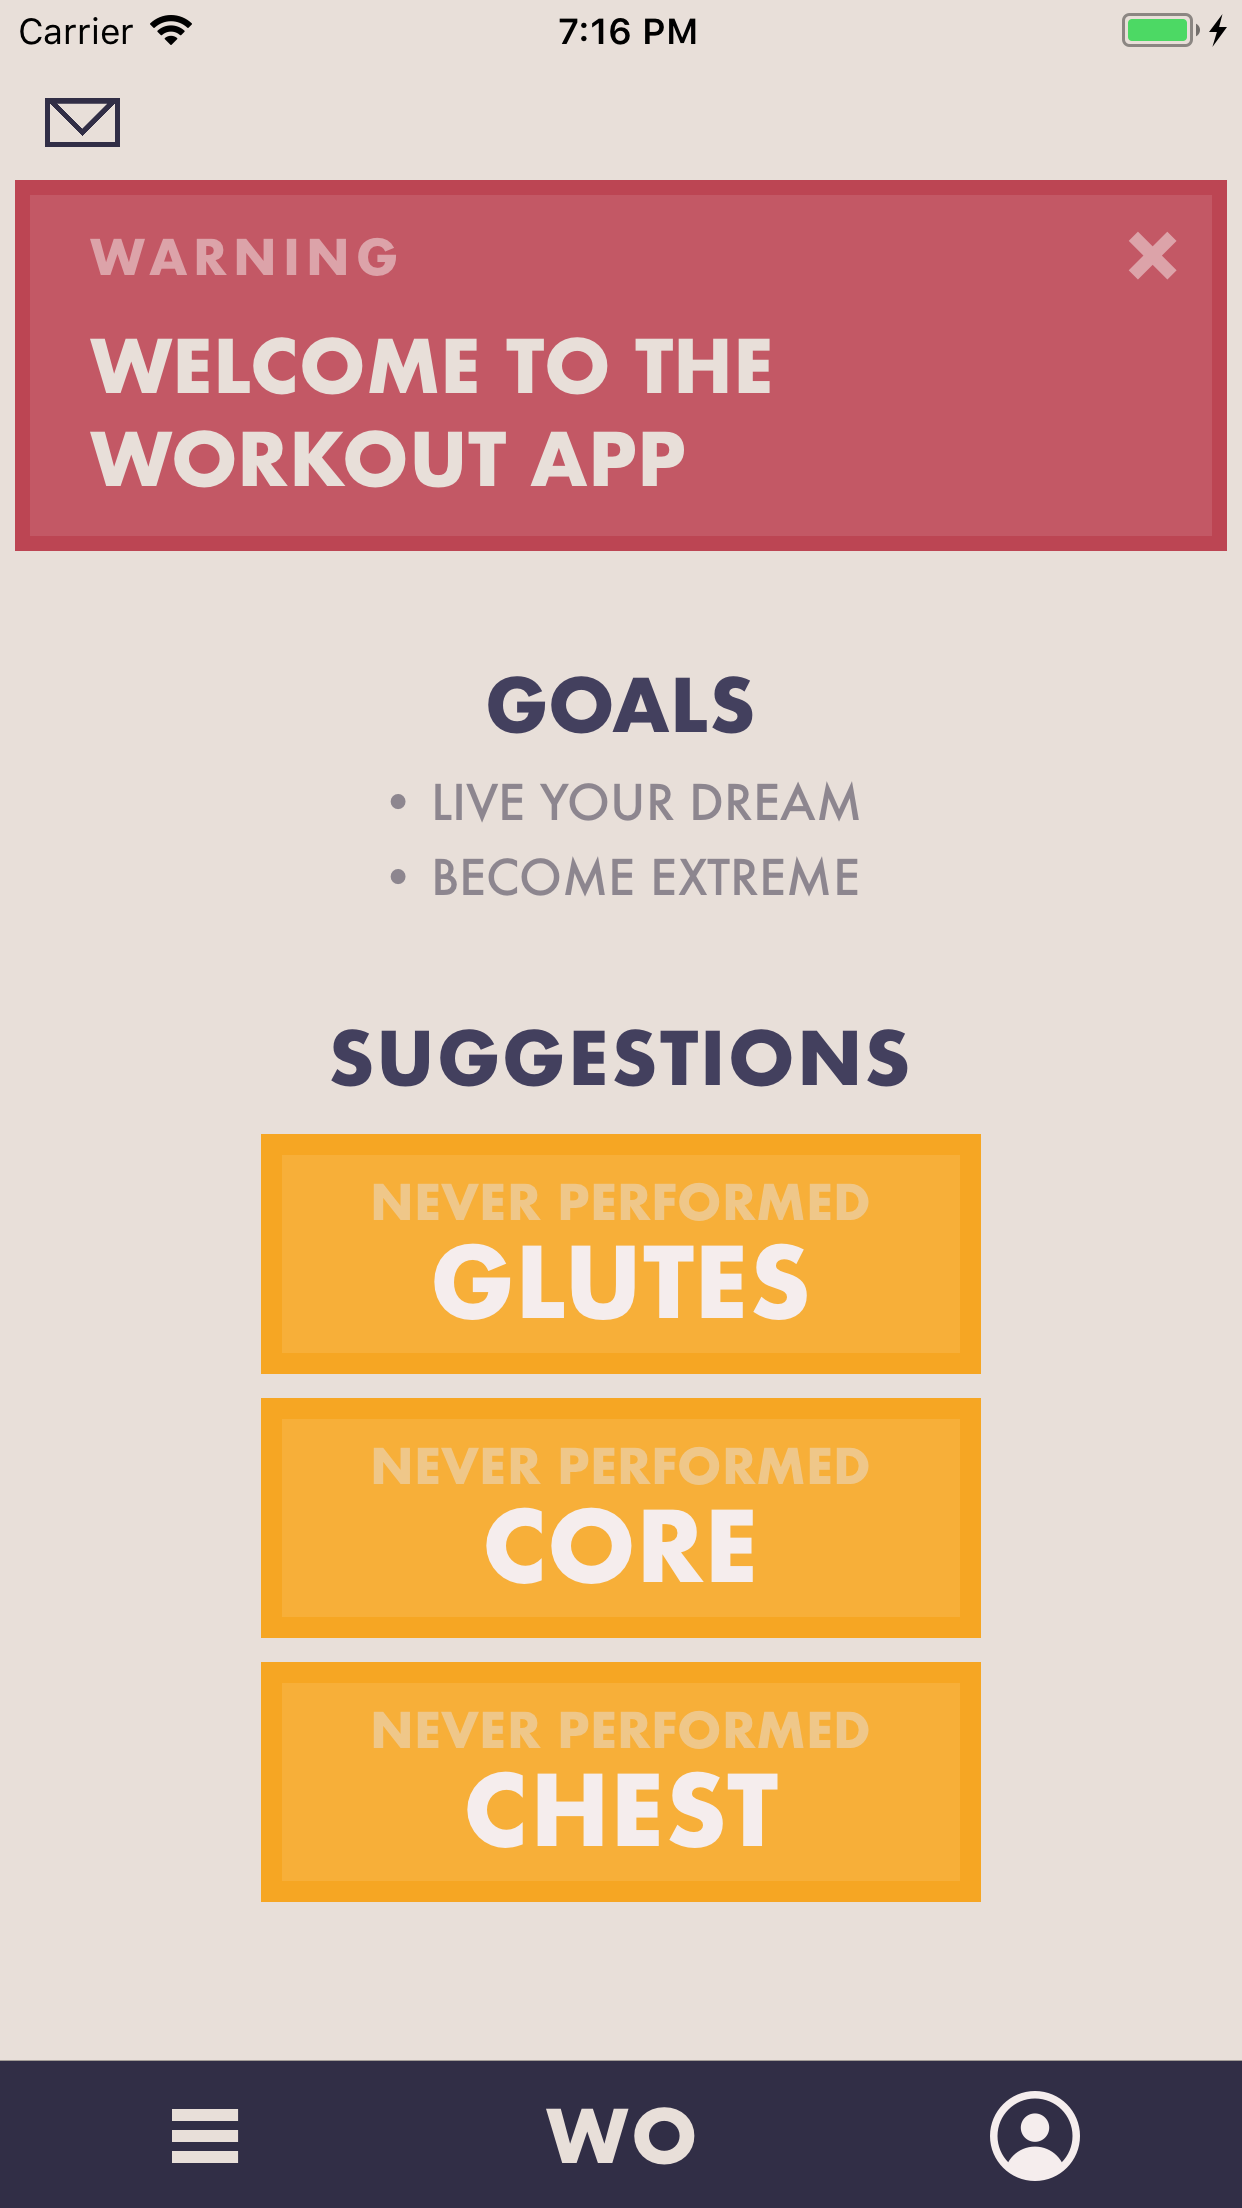 Carrier
7:16 PM
WARNING
WELCOME TO THE
WORKOUT APP
GOALS
• LIVE YOUR DREAM
• BECOME EXTREME
SUGGESTIONS
NEVER PERFORMED
GLUTES
NEVER PERFORMED
CORE
NEVER PERFORMED
CHEST
WO